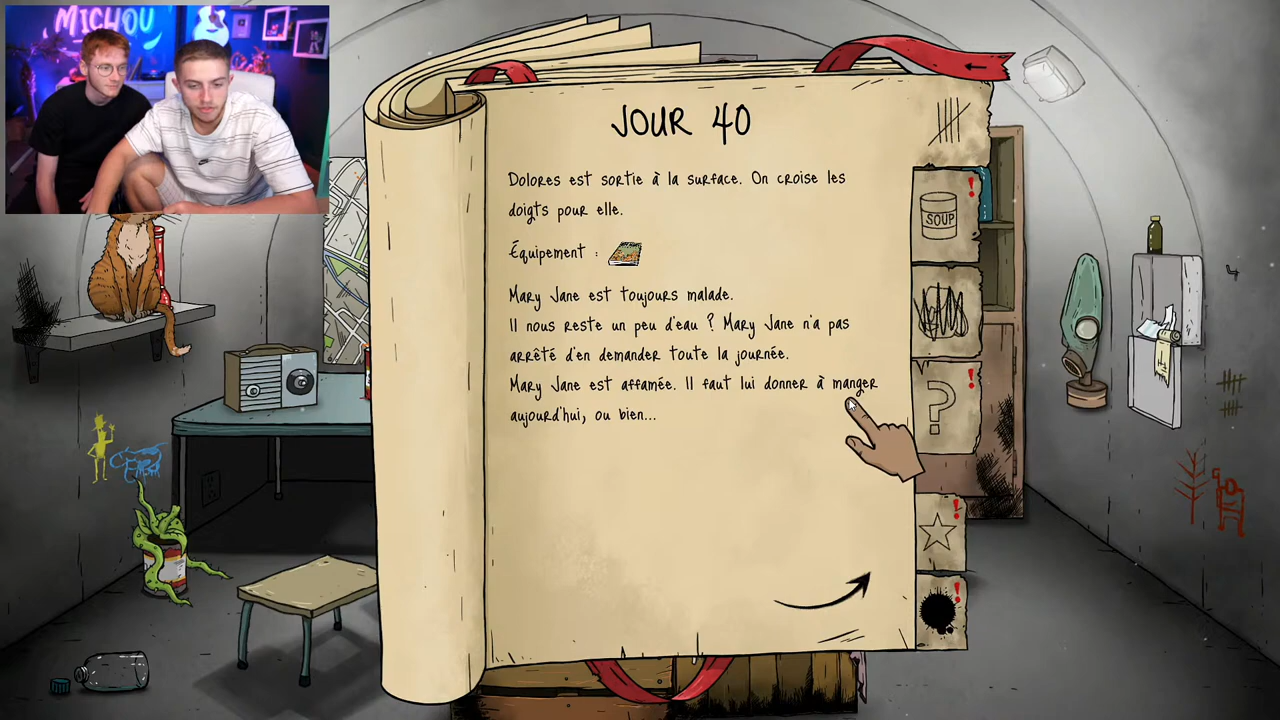 MICHOU
JOUR 40
Dolores est sortie à la surface. On croise les
doigts pour elle.
Équipement :
Mary Jane est toujours malade.
Il nous reste un peu d'eau ? Mary Jane n'a pas
arrêté d'en demander toute la journée.
Mary Jane est affamée. Il faut lui donner à manger
aujourd'hui, ou bien...
SOUP
!
!
?
!
!